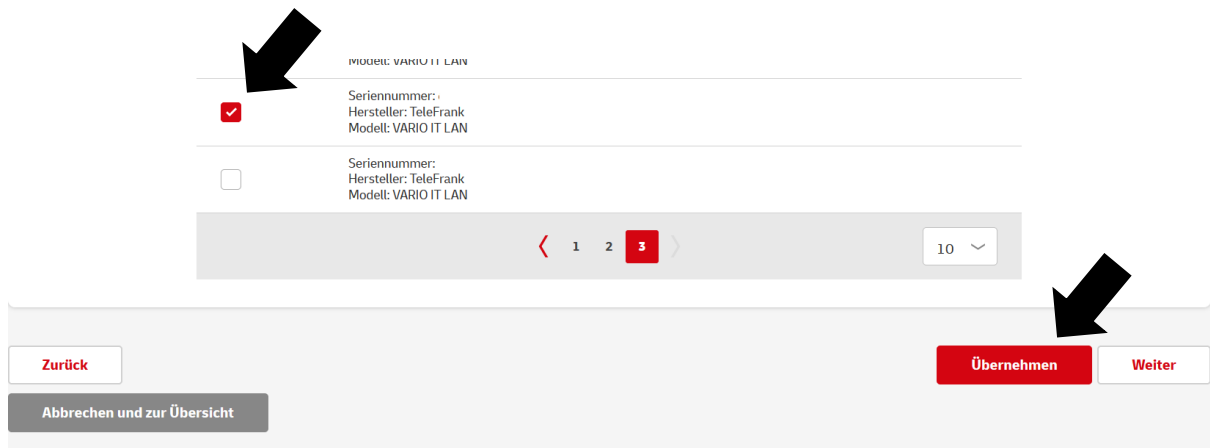 Modell: VARIO IT LAN
Seriennummer:
Hersteller: TeleFrank
Modell: VARIO IT LAN
Seriennummer:
Hersteller: TeleFrank
Modell: VARIO IT LAN
1 2 3
10
Zurück
Übernehmen
Weiter
Abbrechen und zur Übersicht